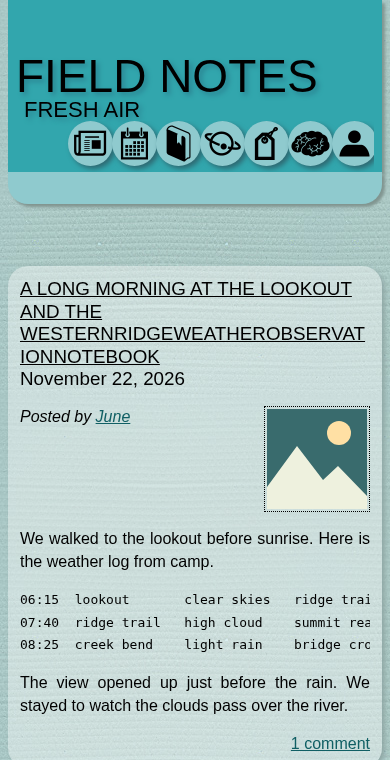 FIELD NOTES
FRESH AIR
A LONG MORNING AT THE LOOKOUT
AND THE
WESTERNRIDGEWEATHEROBSERVAT
IONNOTEBOOK
November 22, 2026
Posted by June
We walked to the lookout before sunrise. Here is
the weather log from camp.
06:15  lookout       clear skies   ridge trai
07:40  ridge trail   high cloud    summit rea
08:25  creek bend    light rain    bridge cro
The view opened up just before the rain. We
stayed to watch the clouds pass over the river.
1 comment